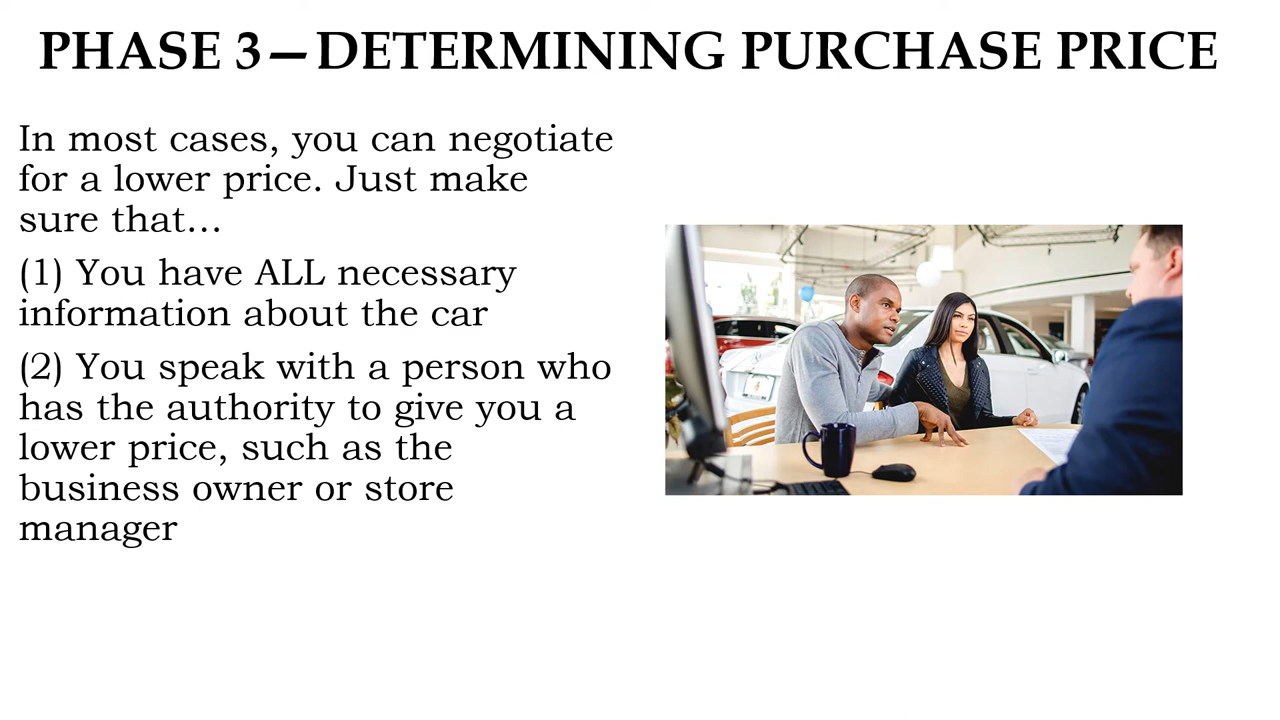 PHASE 3—DETERMINING PURCHASE PRICE
In most cases, you can negotiate
for a lower price. Just make
sure that…
(1) You have ALL necessary
information about the car
(2) You speak with a person who
has the authority to give you a
lower price, such as the
business owner or store
manager